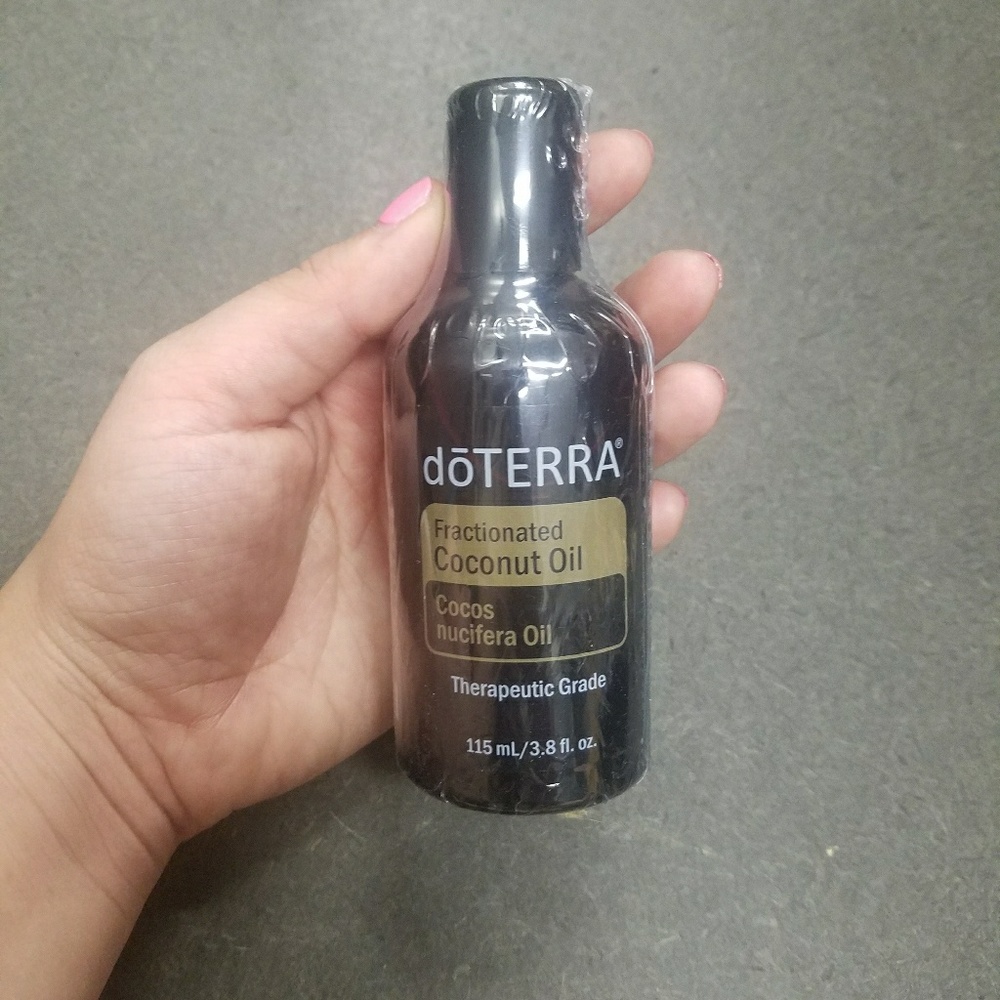 dōTERRA®
Fractionated
Coconut Oil
Cocos
nucifera Oil
Therapeutic Grade
115 mL/3.8 fl. oz.